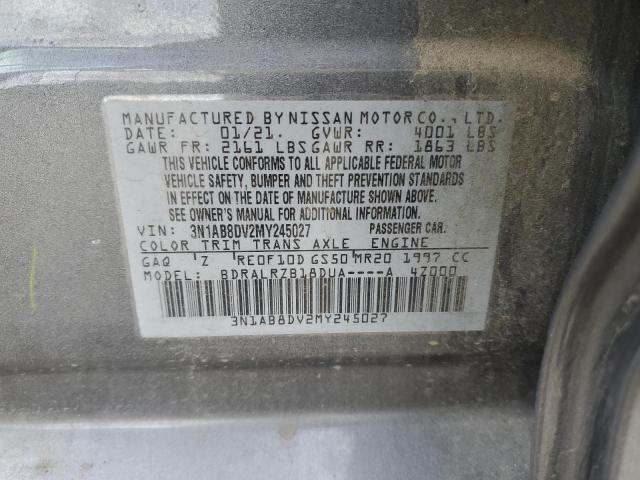 MANUFACTURED BY NISSAN MOTOR CO., LTD.
DATE: 01/21. GVWR: 4001 LBS
GAWR FR: 2161 LBS GAWR RR: 1863 LBS
THIS VEHICLE CONFORMS TO ALL APPLICABLE FEDERAL MOTOR
VEHICLE SAFETY, BUMPER AND THEFT PREVENTION STANDARDS
IN EFFECT ON THE DATE OF MANUFACTURE SHOWN ABOVE.
SEE OWNER'S MANUAL FOR ADDITIONAL INFORMATION.
VIN: 3N1AB8DV2MY245027 PASSENGER CAR.
COLOR TRIM TRANS AXLE ENGINE
GAQ Z RE0F10D GS50 MR20 1997 CC
MODEL: BDRALRZB18DUA----A 4Z000
3N1AB8DV2MY245027